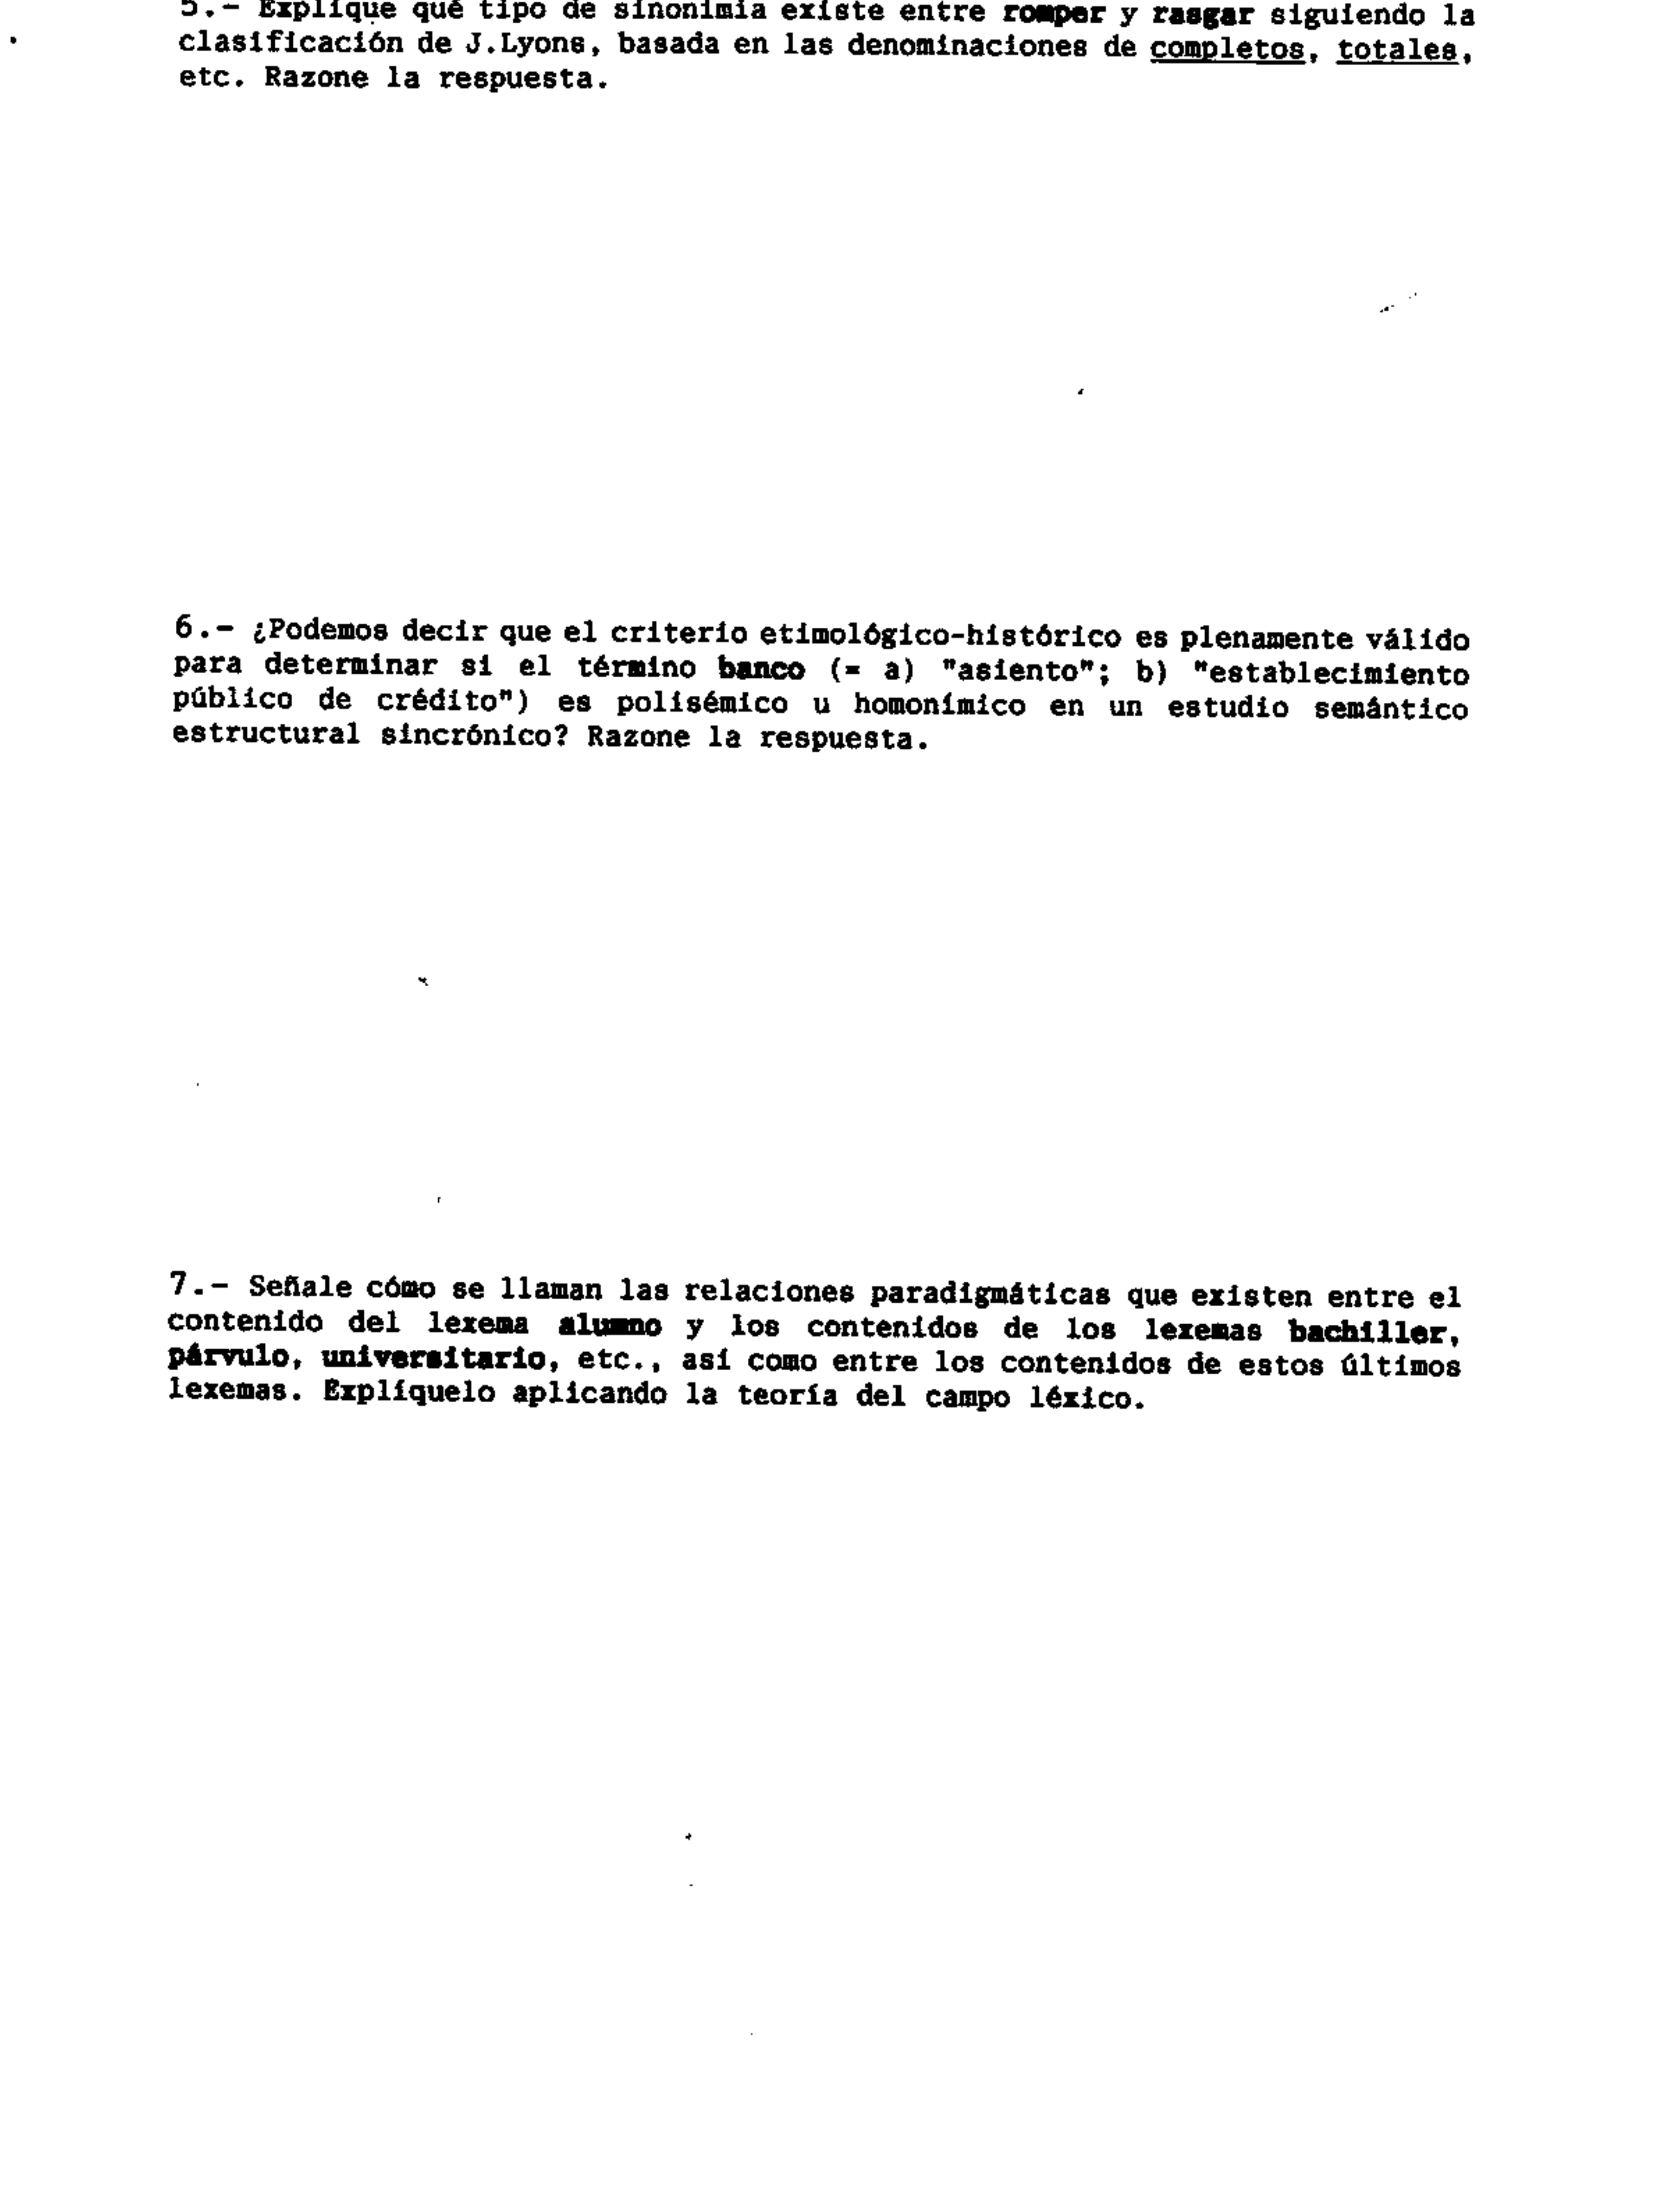 5.- Explique qué tipo de sinonimia existe entre romper y rasgar siguiendo la
clasificación de J.Lyons, basada en las denominaciones de completos, totales,
etc. Razone la respuesta.
6.- ¿Podemos decir que el criterio etimológico-histórico es plenamente válido
para determinar si el término banco (= a) "asiento"; b) "establecimiento
público de crédito") es polisémico u homonímico en un estudio semántico
estructural sincrónico? Razone la respuesta.
7.- Señale cómo se llaman las relaciones paradigmáticas que existen entre el
contenido del lexema alumno y los contenidos de los lexemas bachiller,
párvulo, universitario, etc., así como entre los contenidos de estos últimos
lexemas. Explíquelo aplicando la teoría del campo léxico.